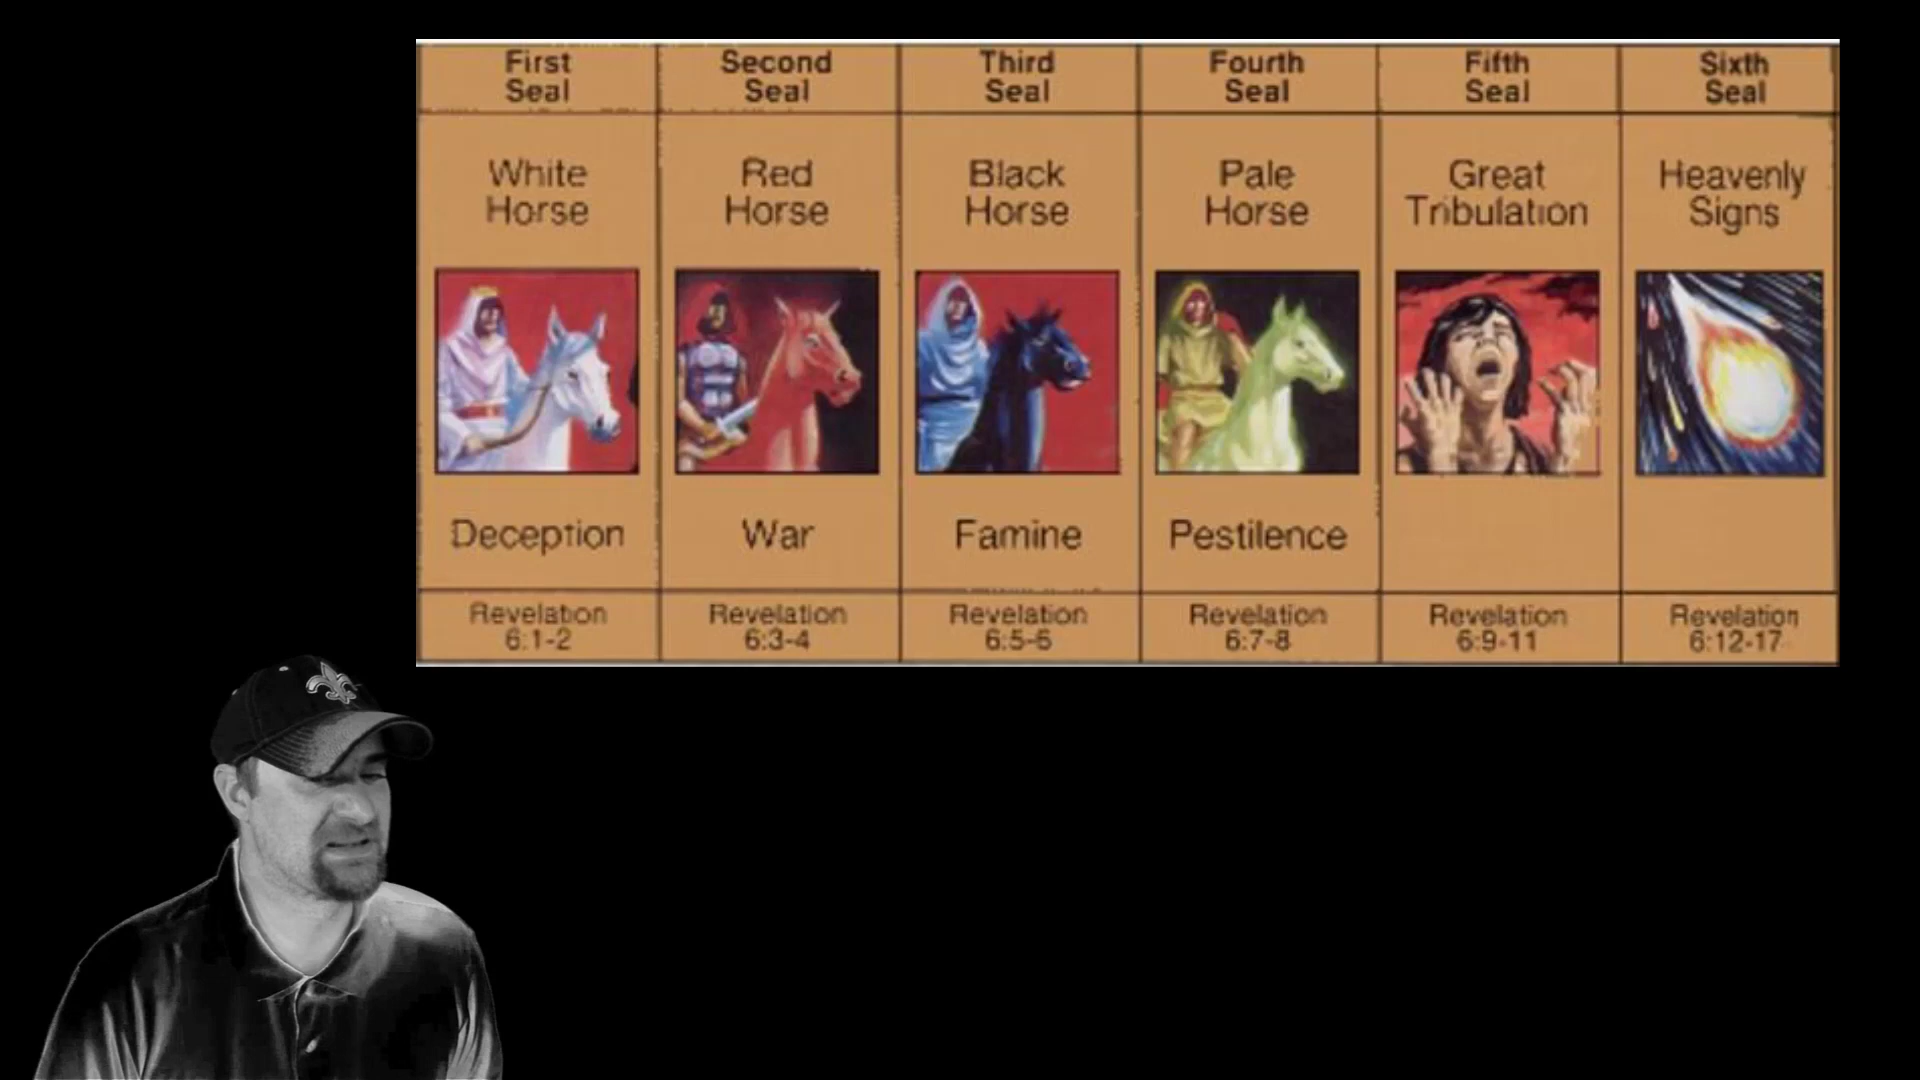 First
Seal
Second
Seal
Third
Seal
Fourth
Seal
Fifth
Seal
Sixth
Seal
White
Horse
Red
Horse
Black
Horse
Pale
Horse
Great
Tribulation
Heavenly
Signs
Deception
War
Famine
Pestilence
Revelation
6:1-2
Revelation
6:3-4
Revelation
6:5-6
Revelation
6:7-8
Revelation
6:9-11
Revelation
6:12-17